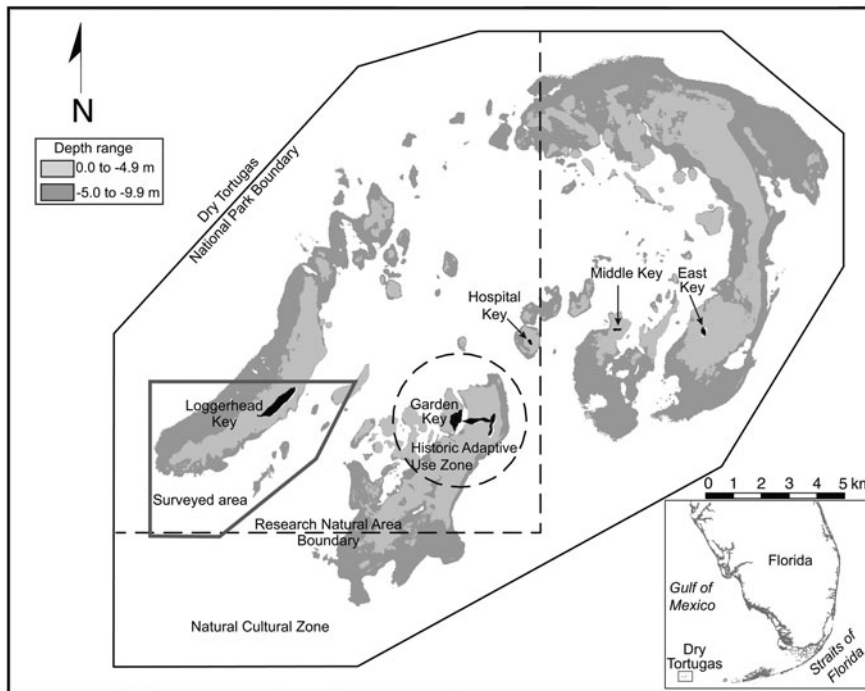 N
Depth range
0.0 to -4.9 m
-5.0 to -9.9 m
Dry Tortugas
National Park Boundary
Middle Key
East
Key
Hospital
Key
Loggerhead
Key
Garden
Key
Historic Adaptive
Use Zone
Surveyed area
Research Natural Area
Boundary
Natural Cultural Zone
0 1 2 3 4 5 km
Florida
Gulf of
Mexico
Dry
Tortugas
Straits of
Florida